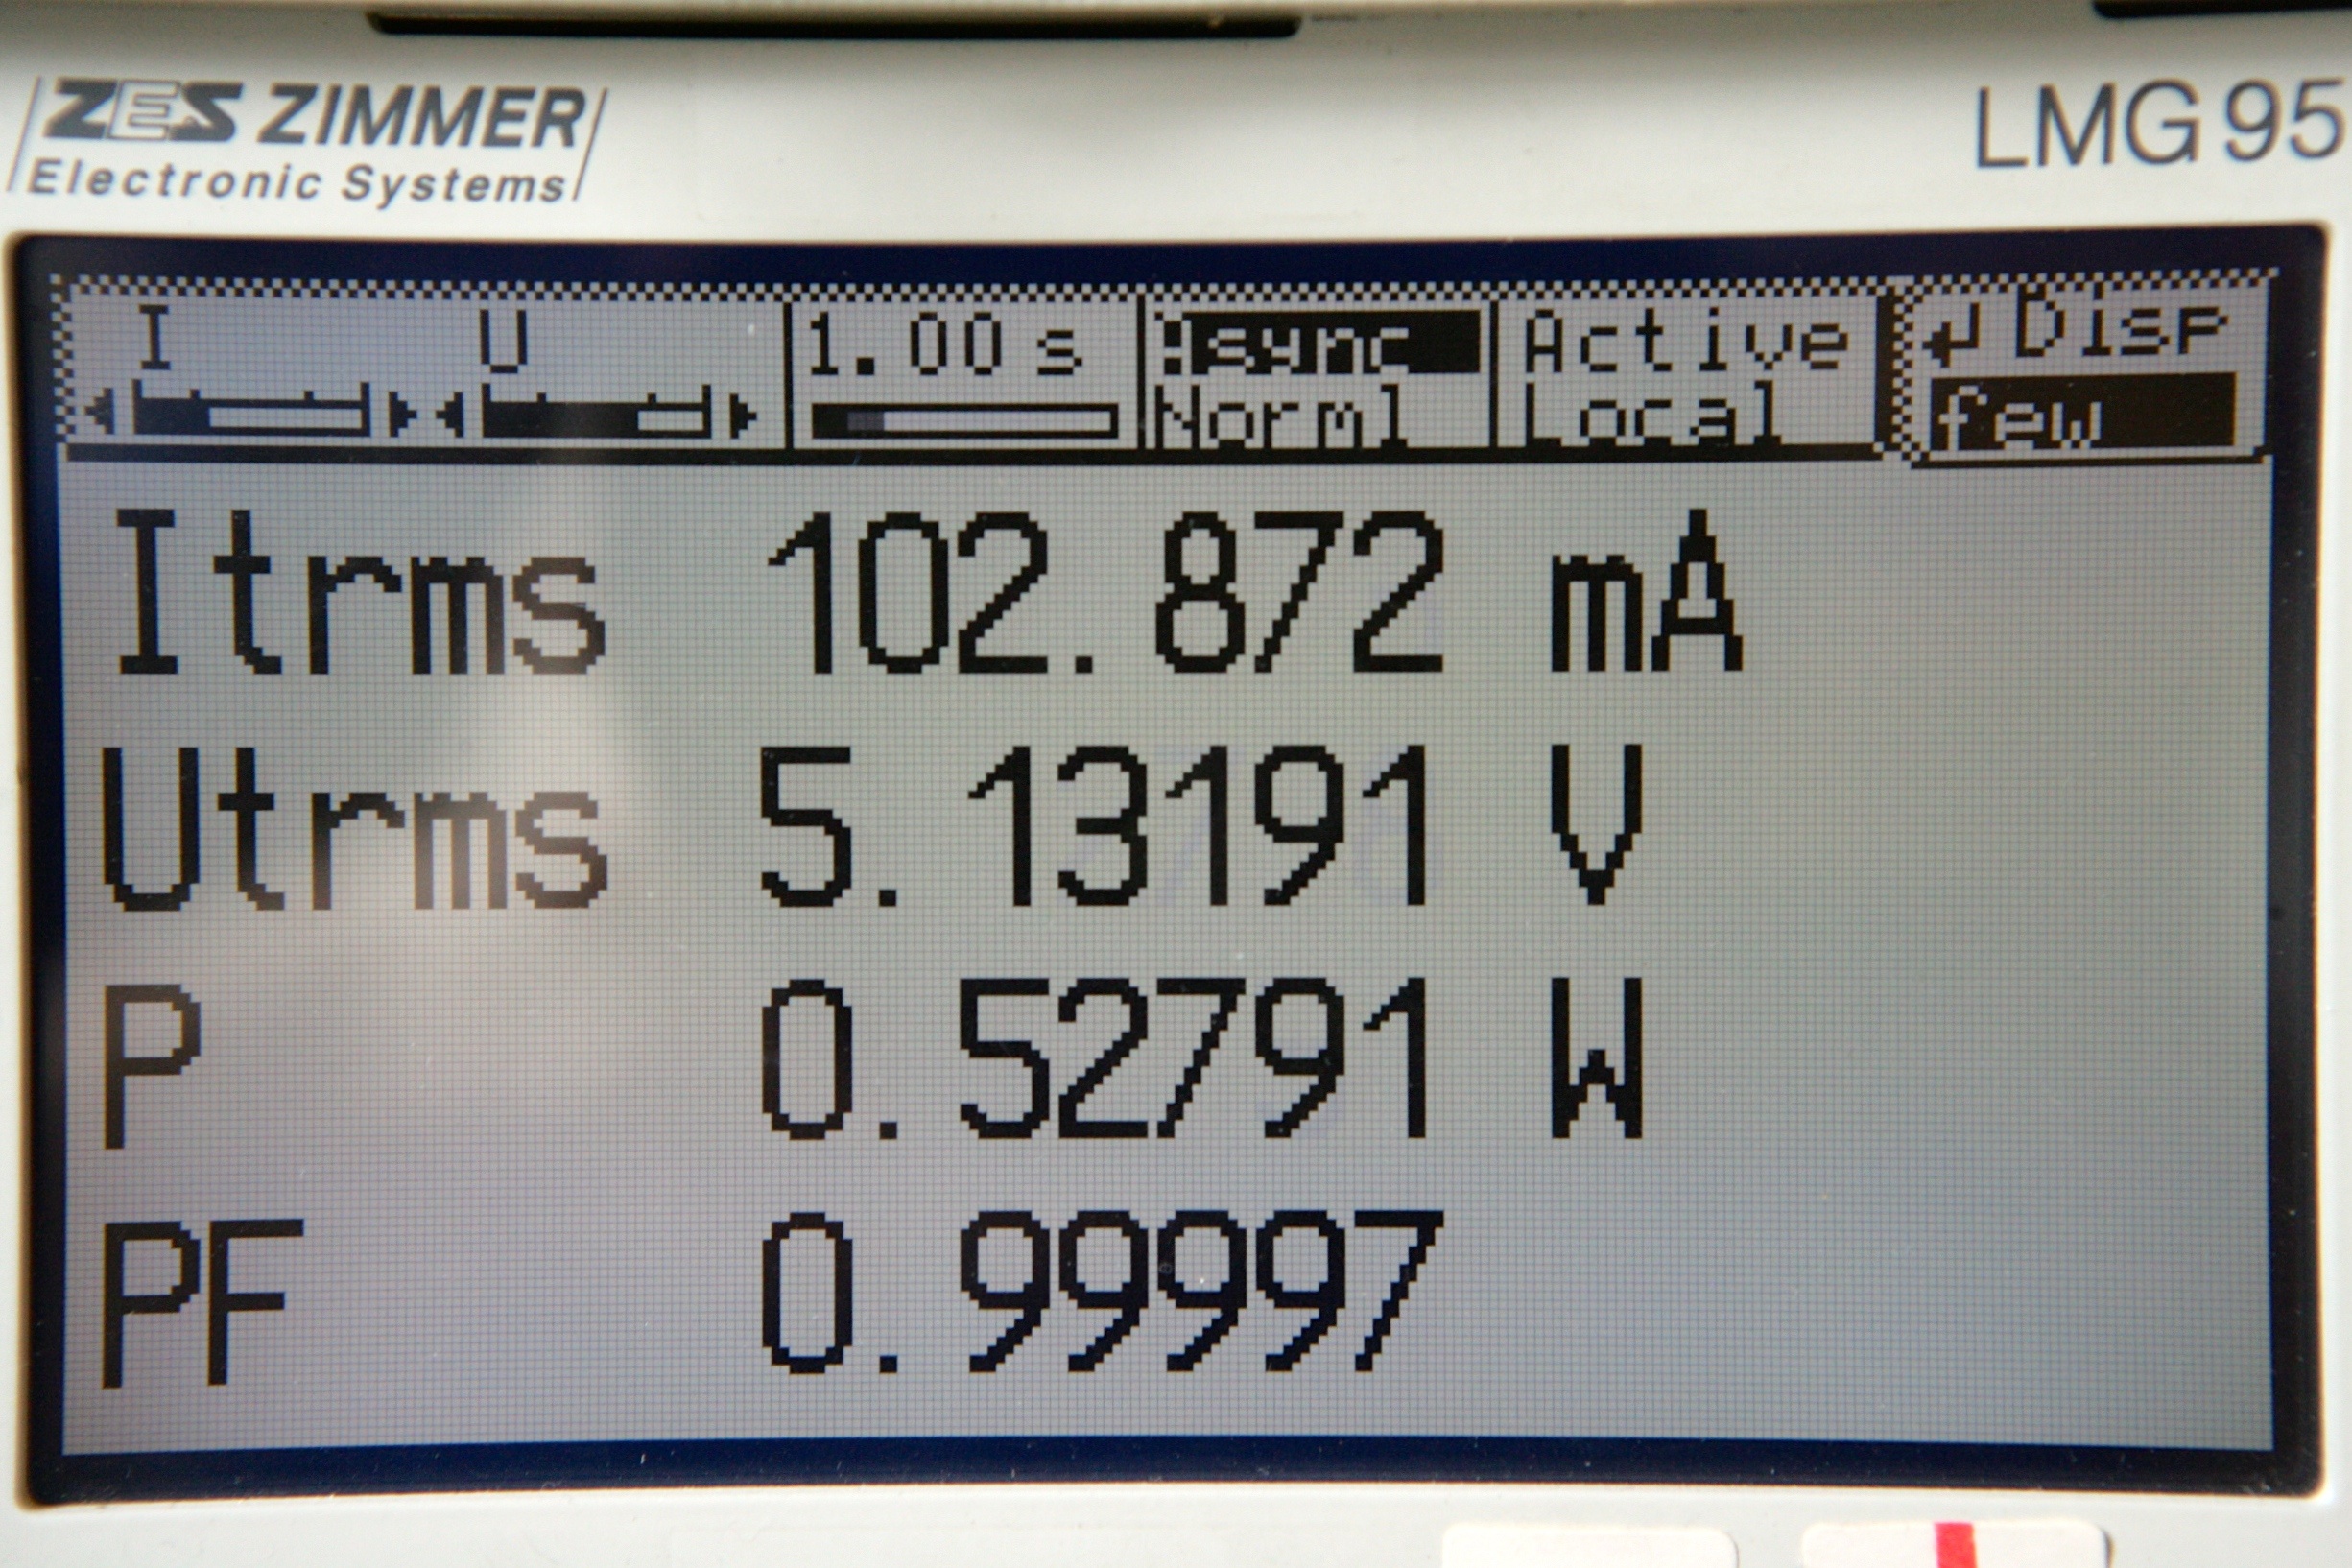 ZES ZIMMER
Electronic Systems
LMG 95
I U 1.00 s !sync Active ↵ Disp
Norml Local few
Itrms 102.872 mA
Utrms 5.13191 V
P 0.52791 W
PF 0.99997